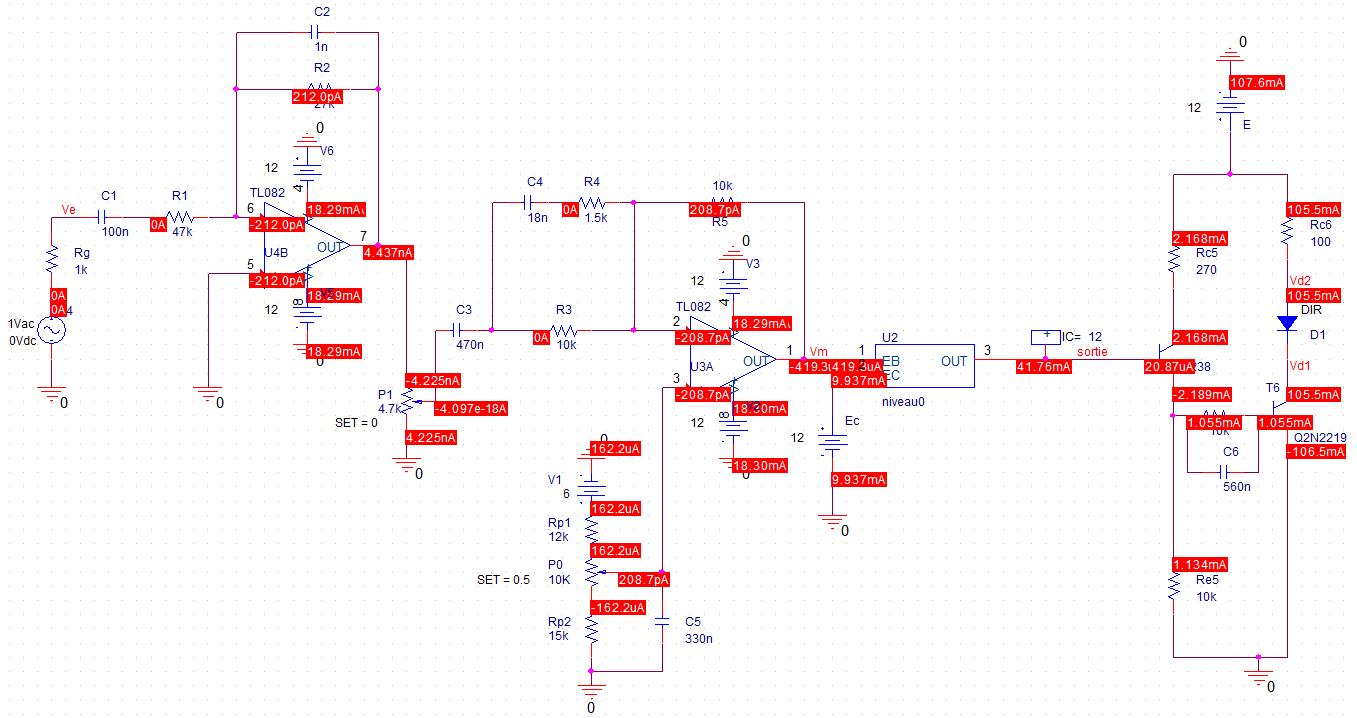 C2
1n
R2
212.0pA
27k
0
V6
12
4
TL082
18.29mA
6
-212.0pA
7
OUT
U4B
4.437nA
5
-212.0pA
18.29mA
8
12
18.29mA
0
Ve
C1
100n
R1
0A
47k
Rg
1k
0A
0A
1Vac
0Vdc
0
0
C4
18n
R4
0A
1.5k
10k
208.7pA
R5
C3
470n
R3
0A
10k
-4.225nA
P1
4.7k
-4.097e-18A
SET = 0
4.225nA
0
0
V3
12
4
TL082
18.29mA
2
-208.7pA
1
OUT
U3A
3
-208.7pA
18.30mA
8
12
18.30mA
0
0
162.2uA
V1
6
162.2uA
Rp1
12k
162.2uA
P0
10K
SET = 0.5
208.7pA
-162.2uA
Rp2
15k
C5
330n
0
Vm
U2
1
EB
OUT
3
EC
9.937mA
niveau0
Ec
12
9.937mA
0
+
IC= 12
sortie
41.76mA
0
107.6mA
12
E
2.168mA
Rc5
270
105.5mA
Rc6
100
Vd2
105.5mA
DIR
D1
2.168mA
20.87uA
Vd1
-2.189mA
T6
105.5mA
1.055mA
1.055mA
10k
Q2N2219
-106.5mA
C6
560n
1.134mA
Re5
10k
0